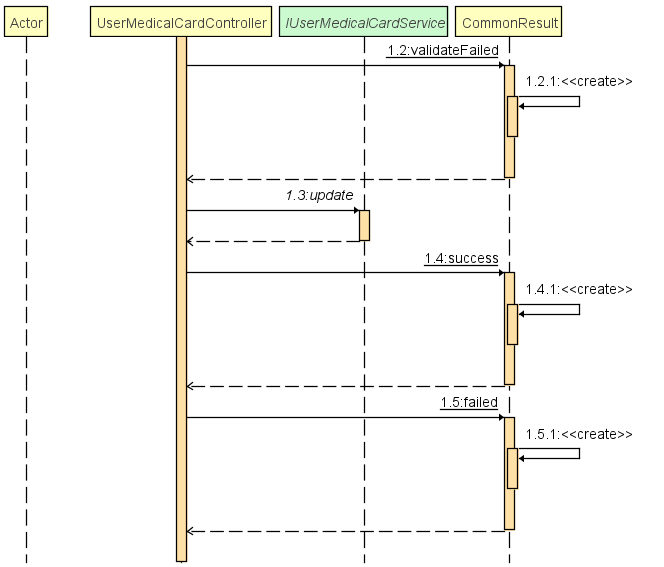 Actor
UserMedicalCardController
IUserMedicalCardService
CommonResult
1.2:validateFailed
1.2.1:<<create>>
1.3:update
1.4:success
1.4.1:<<create>>
1.5:failed
1.5.1:<<create>>